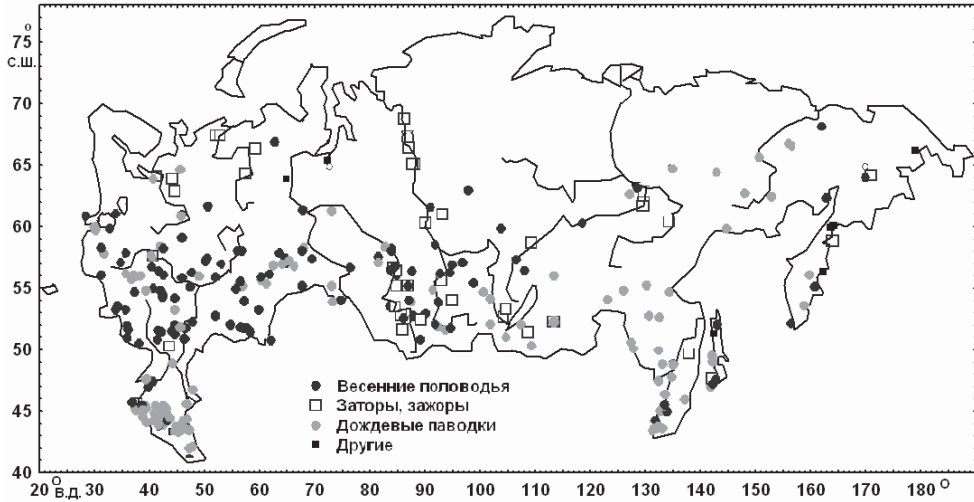 75
о
с.ш.
70
65
60
55
50
45
40
Весенние половодья
Заторы, зажоры
Дождевые паводки
Другие
20 О в.д. 30 40 50 60 70 80 90 100 110 120 130 140 150 160 170 180 О